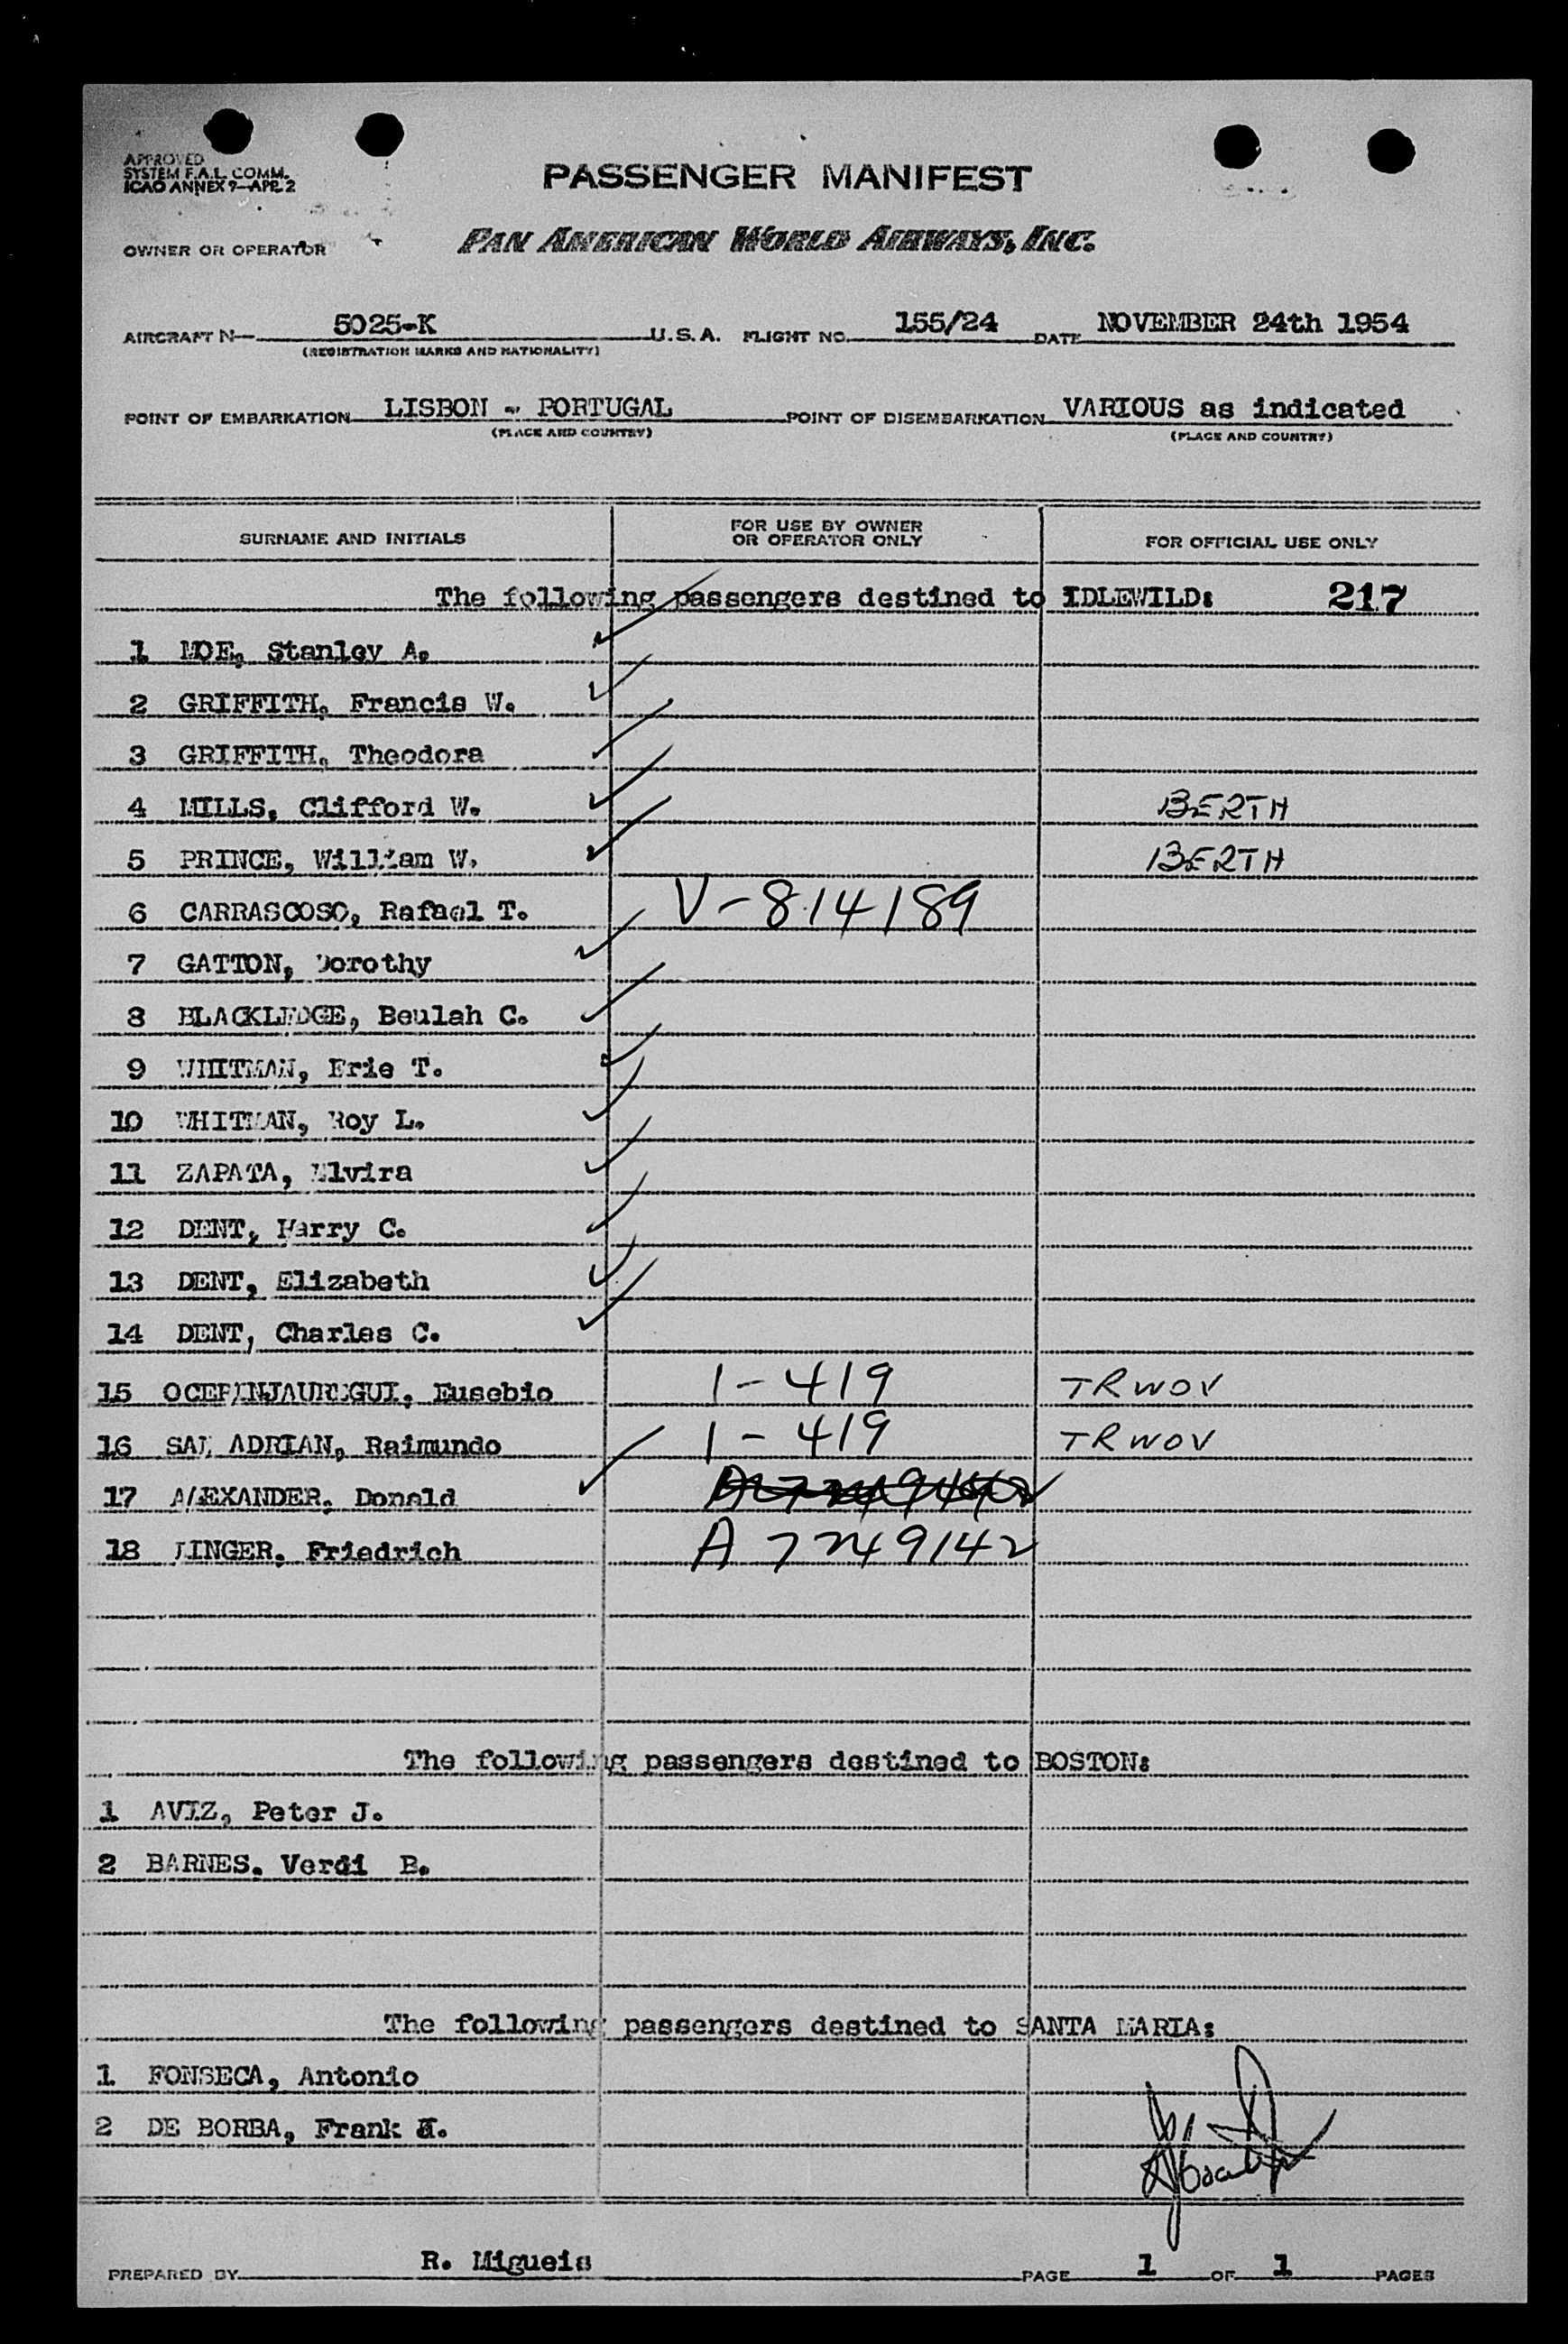 APPROVED
SYSTEM F.A.L. COMM.
ICAO ANNEX 9-APP. 2
PASSENGER MANIFEST
OWNER OR OPERATOR PAN AMERICAN WORLD AIRWAYS, INC.
AIRCRAFT N— 5025-K U.S.A. FLIGHT NO. 155/24 DATE NOVEMBER 24th 1954
(REGISTRATION MARKS AND NATIONALITY)
POINT OF EMBARKATION LISBON - PORTUGAL POINT OF DISEMBARKATION VARIOUS as indicated
(PLACE AND COUNTRY) (PLACE AND COUNTRY)
SURNAME AND INITIALS FOR USE BY OWNER OR OPERATOR ONLY FOR OFFICIAL USE ONLY
The following passengers destined to IDLEWILD: 217
1 MOE, Stanley A.
2 GRIFFITH, Francis W.
3 GRIFFITH, Theodora
4 MILLS, Clifford W. BERTH
5 PRINCE, William W. BERTH
6 CARRASCOSO, Rafael T. V-814189
7 GATTON, Dorothy
8 BLACKLEDGE, Beulah C.
9 WHITMAN, Erie T.
10 WHITMAN, Roy L.
11 ZAPATA, Elvira
12 DENT, Harry C.
13 DENT, Elizabeth
14 DENT, Charles C.
15 Eusebio 1-419 TRWOV
16 SAN ADRIAN, Raimundo 1-419 TRWOV
17 ALEXANDER, Donald
18 Friedrich A7249142
The following passengers destined to BOSTON:
1 AVIZ, Peter J.
2 BARNES, Verdi B.
The following passengers destined to SANTA MARIA:
1 FONSECA, Antonio
2 DE BORBA, Frank
PREPARED BY R. Migueis PAGE 1 OF 1 PAGES